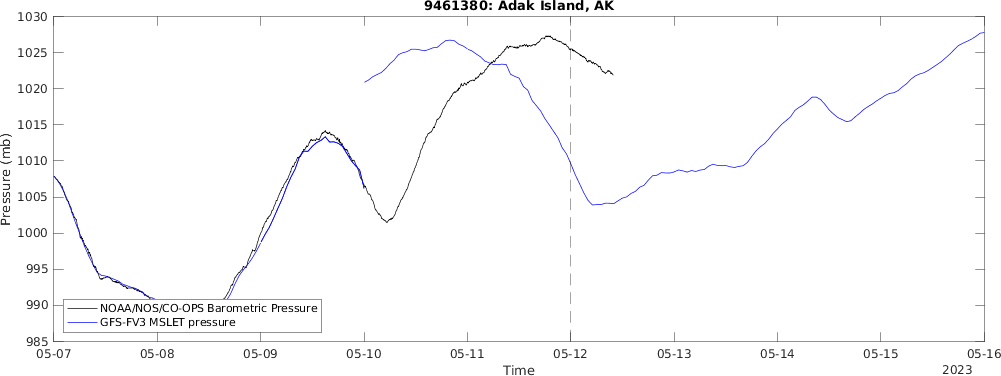 9461380: Adak Island, AK
1030
1025
1020
1015
1010
1005
1000
995
990
985
Pressure (mb)
NOAA/NOS/CO-OPS Barometric Pressure
GFS-FV3 MSLET pressure
05-07 05-08 05-09 05-10 05-11 05-12 05-13 05-14 05-15 05-16
Time
2023